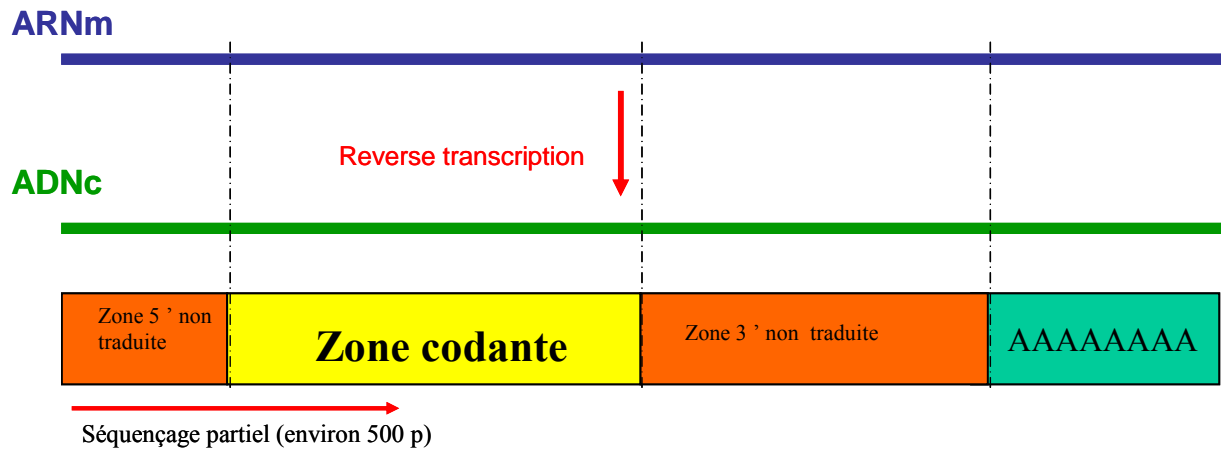 ARNm
Reverse transcription
ADNc
Zone 5 ’ non
traduite
Zone codante
Zone 3 ’ non traduite
AAAAAAAA
Séquençage partiel (environ 500 p)